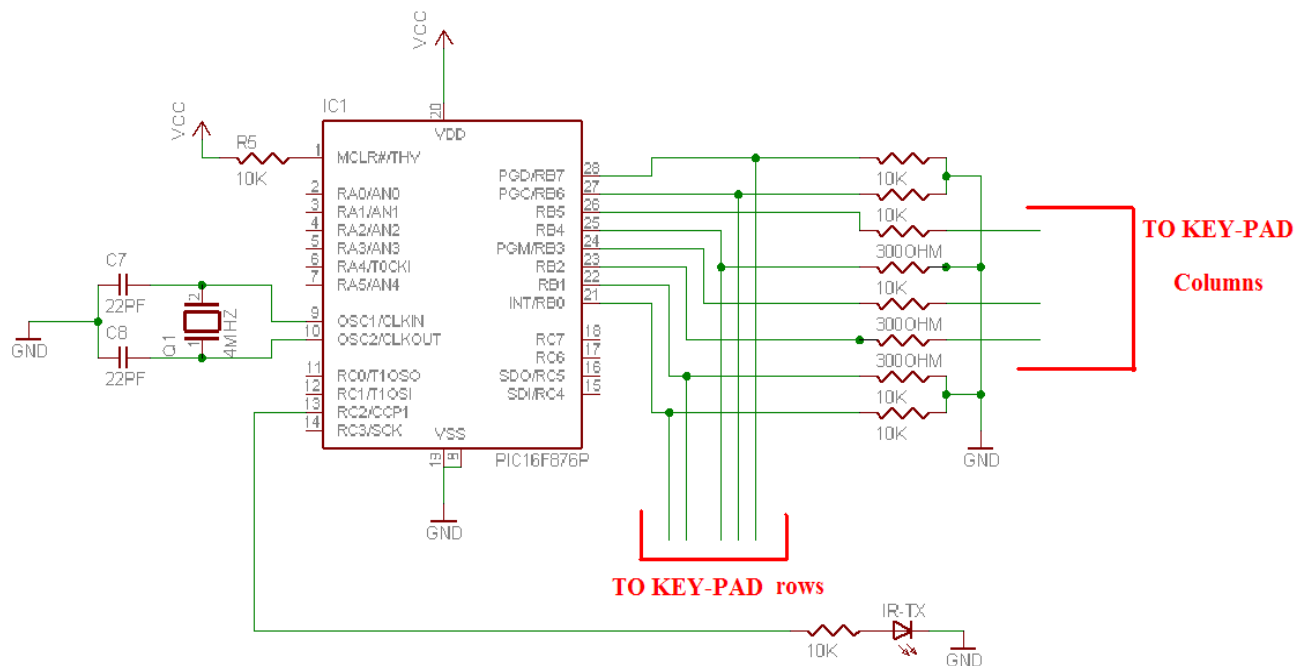 VCC
VCC
IC1
20
VDD
R5
10K
1
MCLR#/THV
2
RA0/AN0
3
RA1/AN1
4
RA2/AN2
5
RA3/AN3
6
RA4/T0CKI
7
RA5/AN4
9
OSC1/CLKIN
10
OSC2/CLKOUT
11
RC0/T1OSO
12
RC1/T1OSI
13
RC2/CCP1
14
RC3/SCK
PGD/RB7
28
PGC/RB6
27
RB5
26
RB4
25
PGM/RB3
24
RB2
23
RB1
22
INT/RB0
21
RC7
18
RC6
17
SDO/RC5
16
SDI/RC4
15
VSS
19
8
PIC16F876P
GND
C7
22PF
C8
22PF
GND
Q1
2
1
4MHZ
10K
10K
300OHM
10K
300OHM
300OHM
10K
10K
GND
TO KEY-PAD
Columns
TO KEY-PAD rows
IR-TX
10K
GND